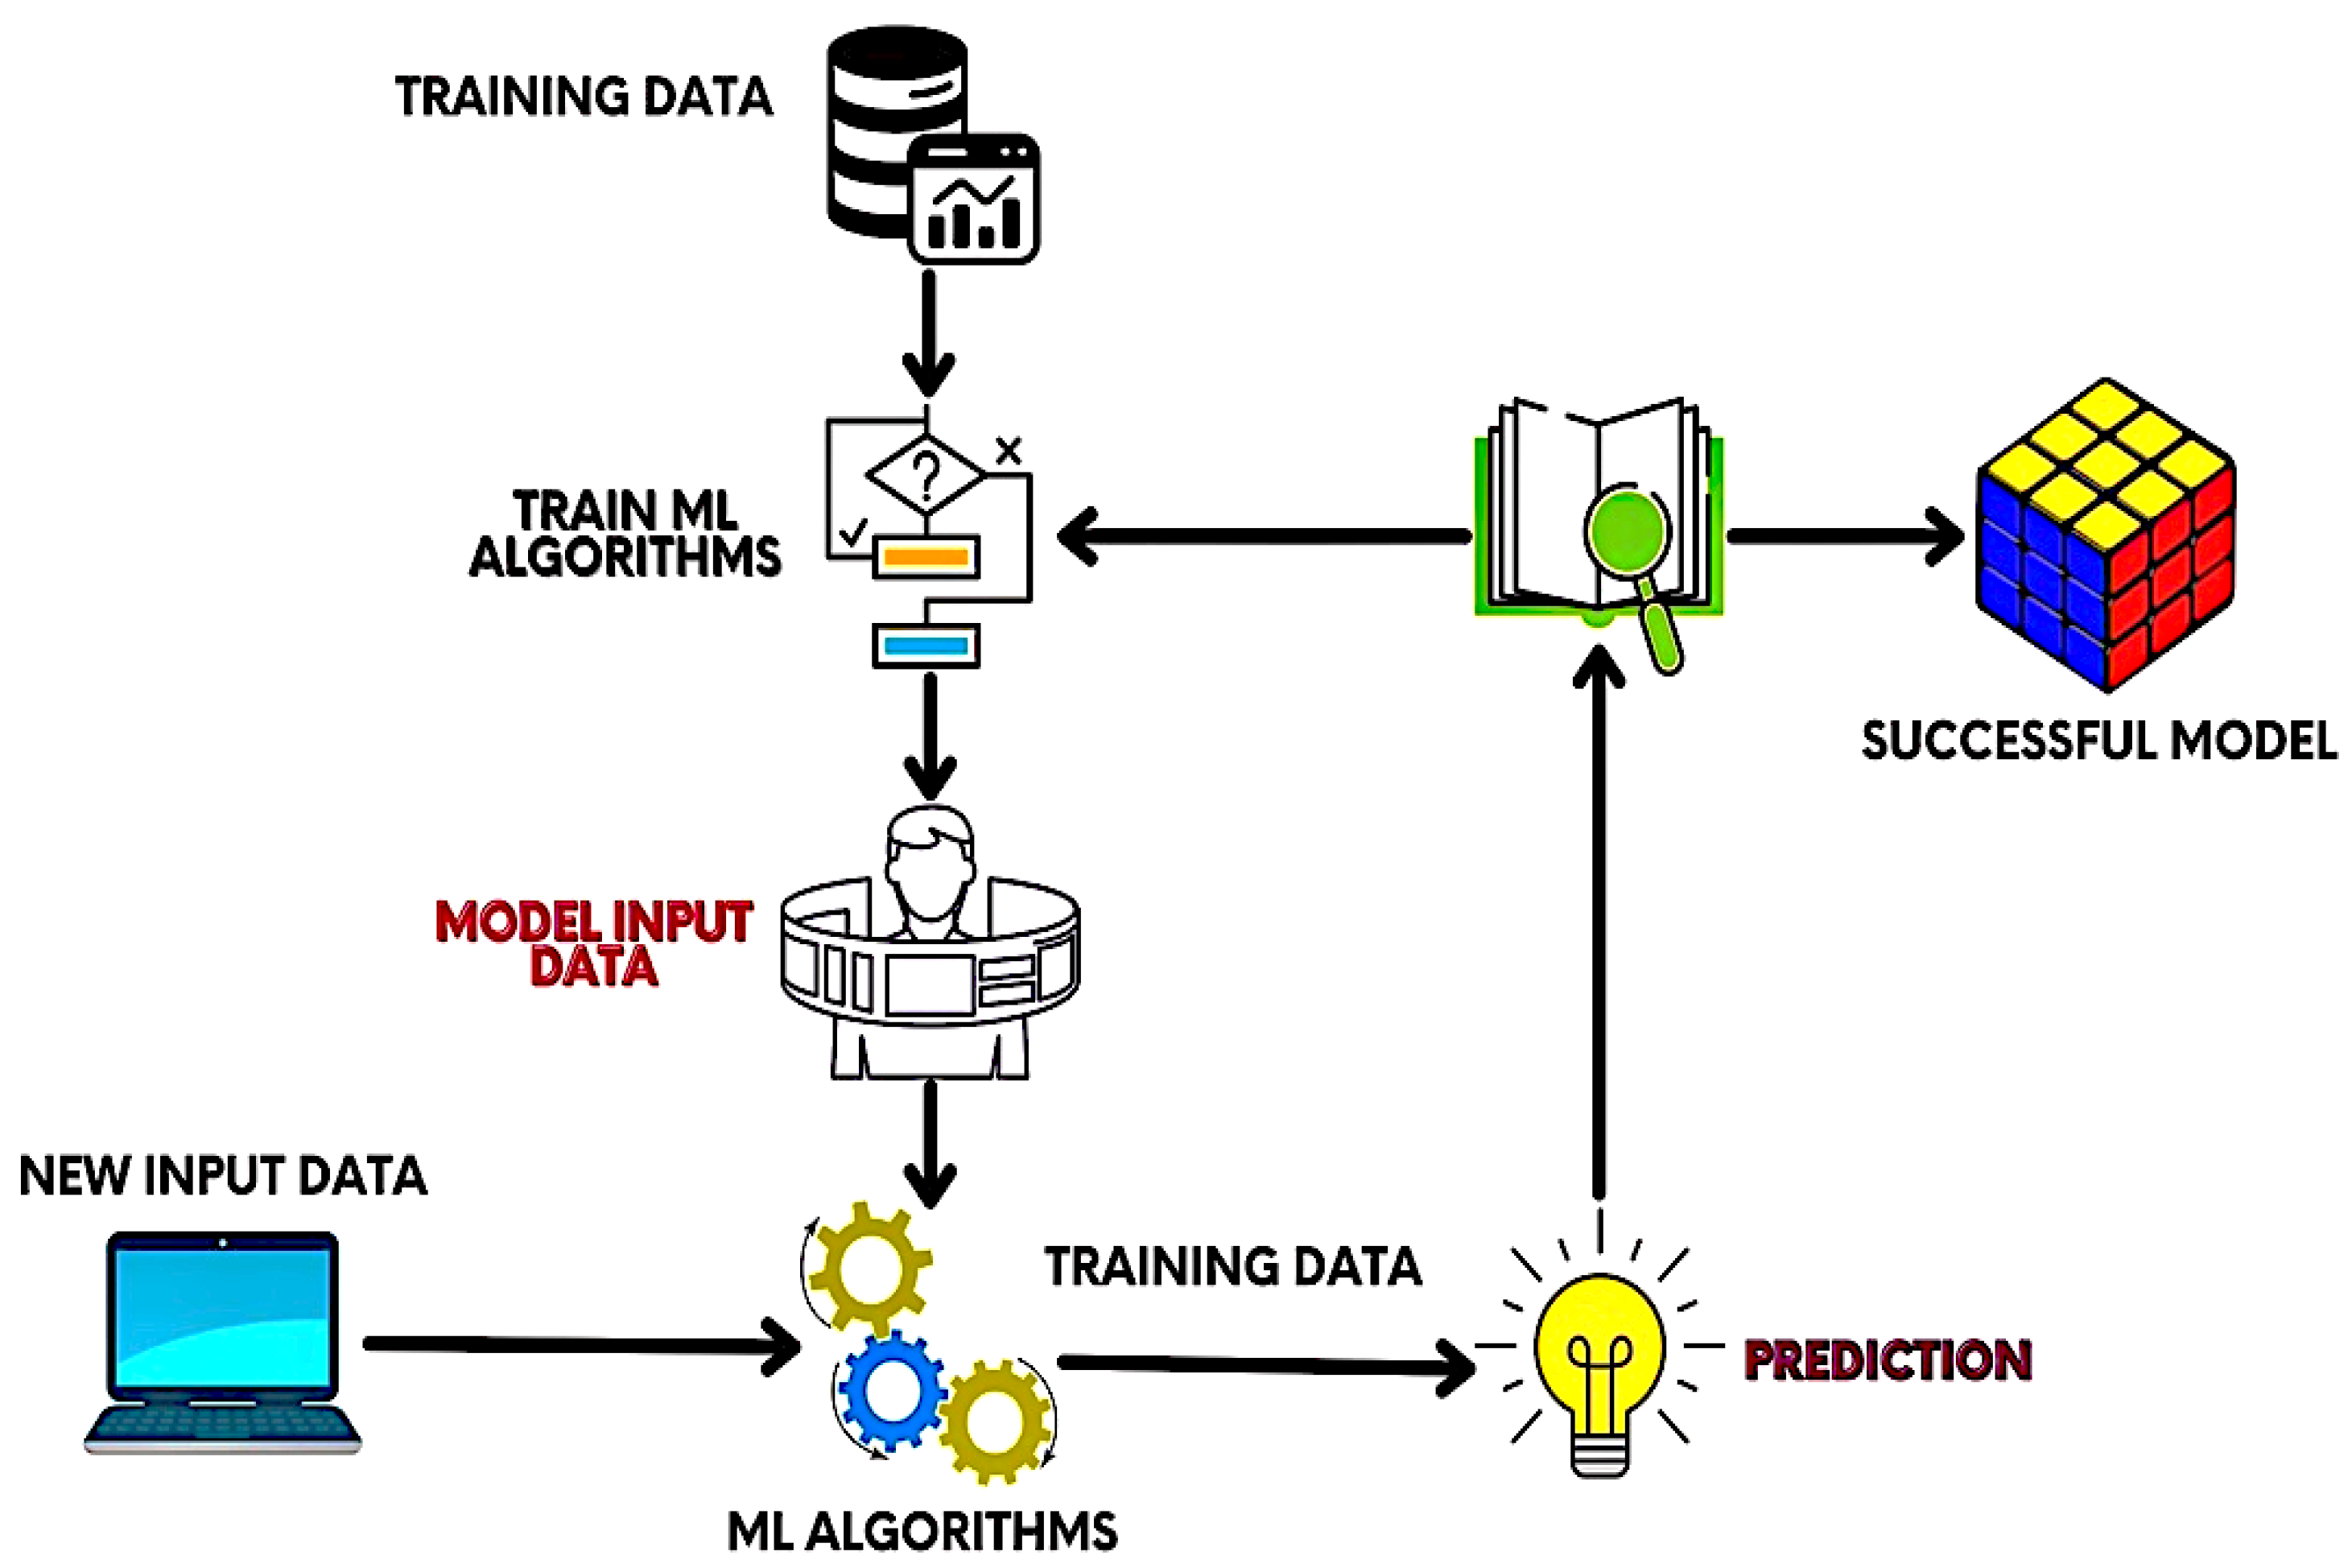 TRAINING DATA
?
TRAIN ML
ALGORITHMS
SUCCESSFUL MODEL
MODEL INPUT
DATA
NEW INPUT DATA
TRAINING DATA
PREDICTION
ML ALGORITHMS